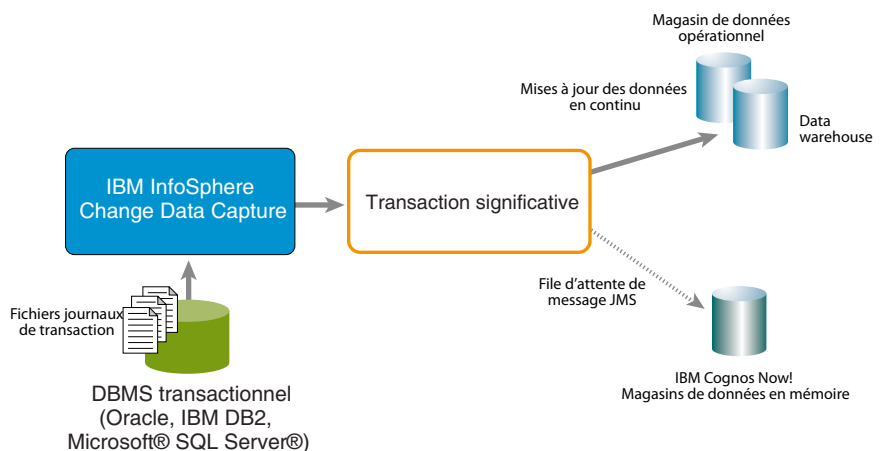 Magasin de données
opérationnel
Mises à jour des données
en continu
Data
warehouse
IBM InfoSphere
Change Data Capture
Transaction significative
File d'attente de
message JMS
Fichiers journaux
de transaction
DBMS transactionnel
(Oracle, IBM DB2,
Microsoft® SQL Server®)
IBM Cognos Now!
Magasins de données en mémoire